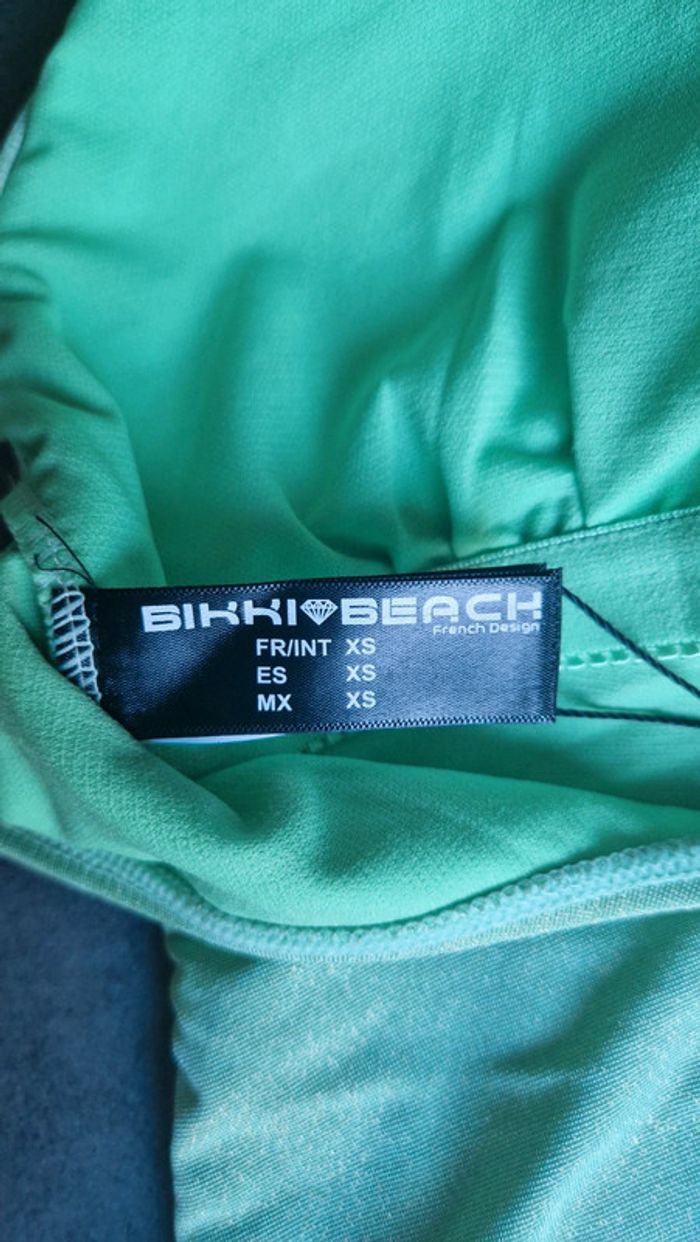 BIKKI BEACH
French Design
FR/INT XS
ES XS
MX XS